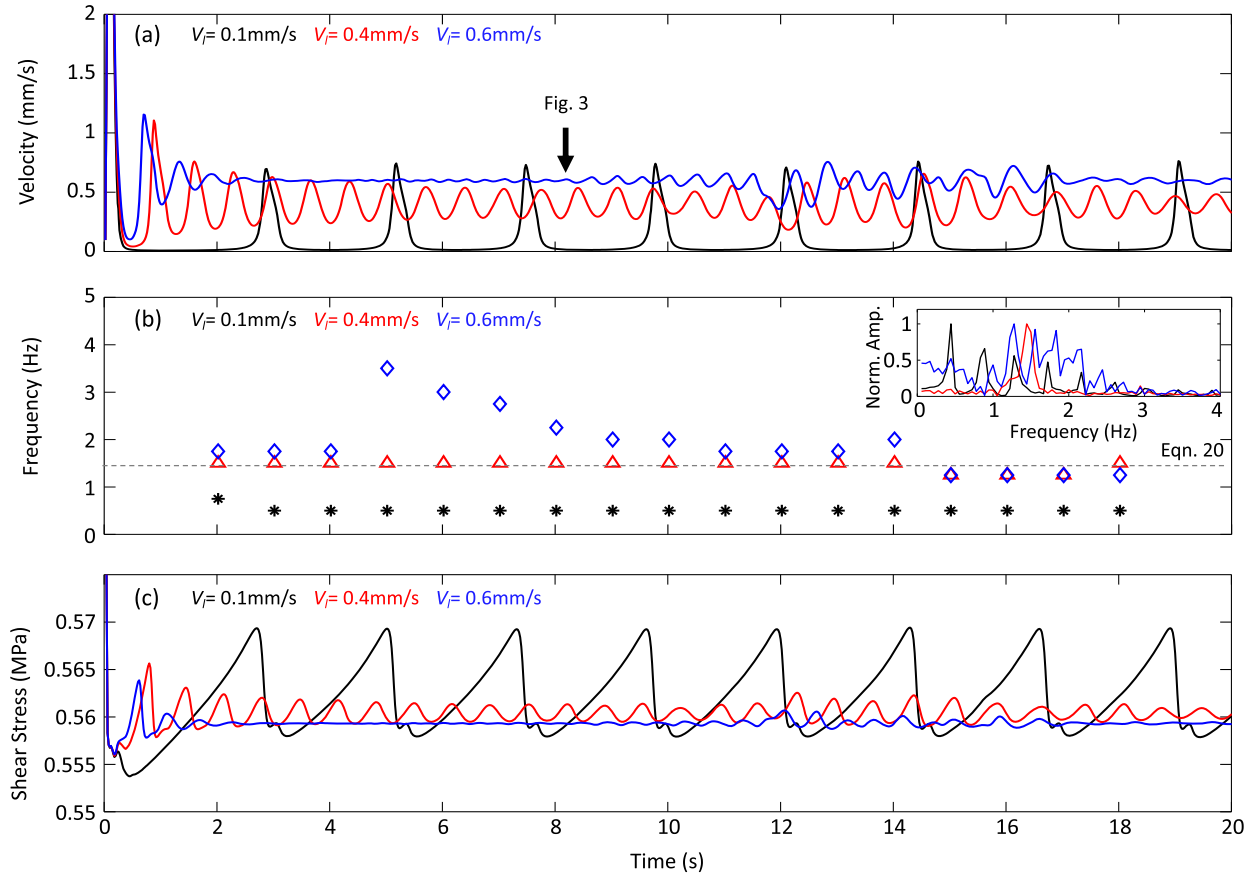 2
1.5
1
0.5
0
Velocity (mm/s)
(a)
V_l= 0.1mm/s V_l= 0.4mm/s V_l= 0.6mm/s
Fig. 3
5
4
3
2
1
0
Frequency (Hz)
(b)
V_l= 0.1mm/s V_l= 0.4mm/s V_l= 0.6mm/s
Norm. Amp.
1
0.5
0
0 1 2 3 4
Frequency (Hz)
Eqn. 20
0.57
0.565
0.56
0.555
0.55
Shear Stress (MPa)
(c)
V_l= 0.1mm/s V_l= 0.4mm/s V_l= 0.6mm/s
0 2 4 6 8 10 12 14 16 18 20
Time (s)